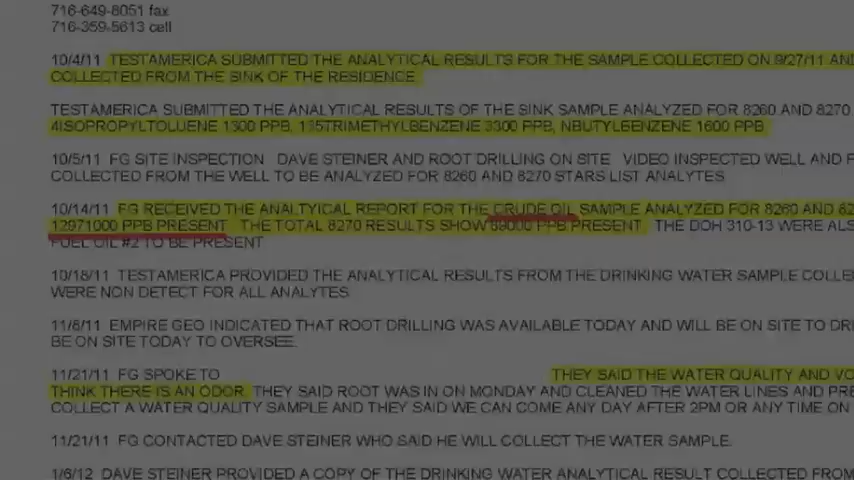 716-649-8051 fax
716-359-5613 cell
10/4/11 TESTAMERICA SUBMITTED THE ANALYTICAL RESULTS FOR THE SAMPLE COLLECTED ON 9/27/11 AND
COLLECTED FROM THE SINK OF THE RESIDENCE.
TESTAMERICA SUBMITTED THE ANALYTICAL RESULTS OF THE SINK SAMPLE ANALYZED FOR 8260 AND 8270
4ISOPROPYLTOLUENE 1300 PPB, 135TRIMETHYLBENZENE 3300 PPB, NBUTYLBENZENE 1600 PPB
10/5/11 FG SITE INSPECTION DAVE STEINER AND ROOT DRILLING ON SITE VIDEO INSPECTED WELL AND
COLLECTED FROM THE WELL TO BE ANALYZED FOR 8260 AND 8270 STARS LIST ANALYTES
10/14/11 FG RECEIVED THE ANALTYICAL REPORT FOR THE CRUDE OIL SAMPLE ANALYZED FOR 8260 AND
12971000 PPB PRESENT THE TOTAL 8270 RESULTS SHOW 69000 PPB PRESENT. THE DOH 310-13 WERE
FUEL OIL #2 TO BE PRESENT
10/18/11 TESTAMERICA PROVIDED THE ANALYTICAL RESULTS FROM THE DRINKING WATER SAMPLE
WERE NON DETECT FOR ALL ANALYTES
11/8/11 EMPIRE GEO INDICATED THAT ROOT DRILLING WAS AVAILABLE TODAY AND WILL BE ON SITE TO
BE ON SITE TODAY TO OVERSEE.
11/21/11 FG SPOKE TO THEY SAID THE WATER QUALITY AND
THINK THERE IS AN ODOR. THEY SAID ROOT WAS IN ON MONDAY AND CLEANED THE WATER LINES AND
COLLECT A WATER QUALITY SAMPLE AND THEY SAID WE CAN COME ANY DAY AFTER 2PM OR ANY TIME ON
11/21/11 FG CONTACTED DAVE STEINER WHO SAID HE WILL COLLECT THE WATER SAMPLE.
1/6/12 DAVE STEINER PROVIDED A COPY OF THE DRINKING WATER ANALYTICAL RESULT COLLECTED FROM